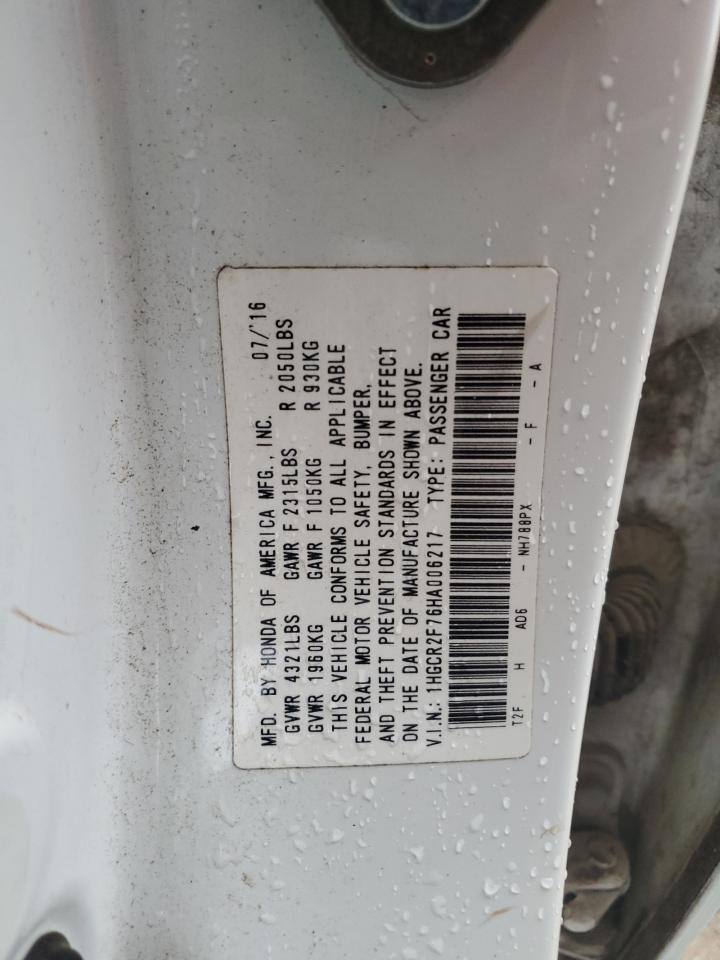 MFD. BY HONDA OF AMERICA MFG., INC. 07/'16
GVWR 4321LBS GAWR F 2315LBS R 2050LBS
GVWR 1960KG GAWR F 1050KG R 930KG
THIS VEHICLE CONFORMS TO ALL APPLICABLE
FEDERAL MOTOR VEHICLE SAFETY, BUMPER,
AND THEFT PREVENTION STANDARDS IN EFFECT
ON THE DATE OF MANUFACTURE SHOWN ABOVE.
V.I.N.: 1HGCR2F76HA006217 TYPE: PASSENGER CAR
T2F H AD6 - NH788PX - F - A